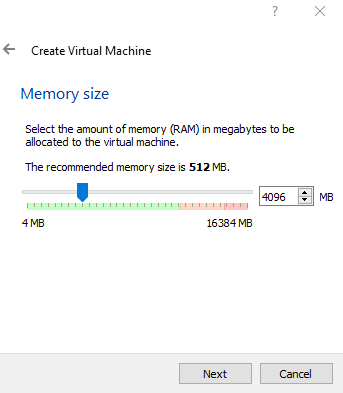 ?
Create Virtual Machine
Memory size
Select the amount of memory (RAM) in megabytes to be
allocated to the virtual machine.
The recommended memory size is 512 MB.
4096 MB
4 MB 16384 MB
Next Cancel